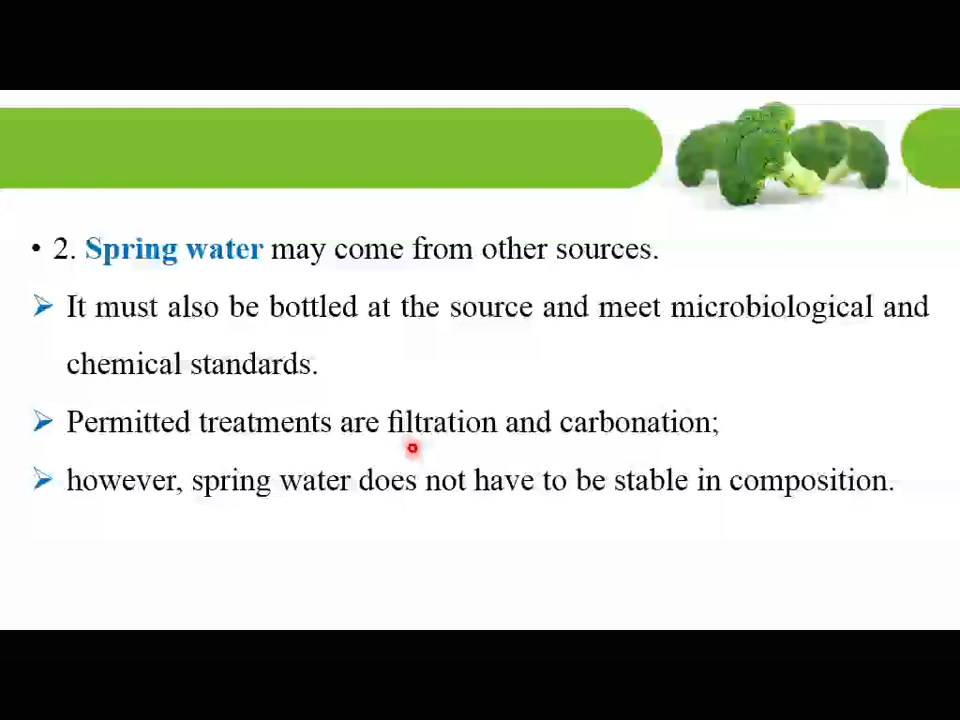 • 2. Spring water may come from other sources.
➢ It must also be bottled at the source and meet microbiological and
chemical standards.
➢ Permitted treatments are filtration and carbonation;
➢ however, spring water does not have to be stable in composition.